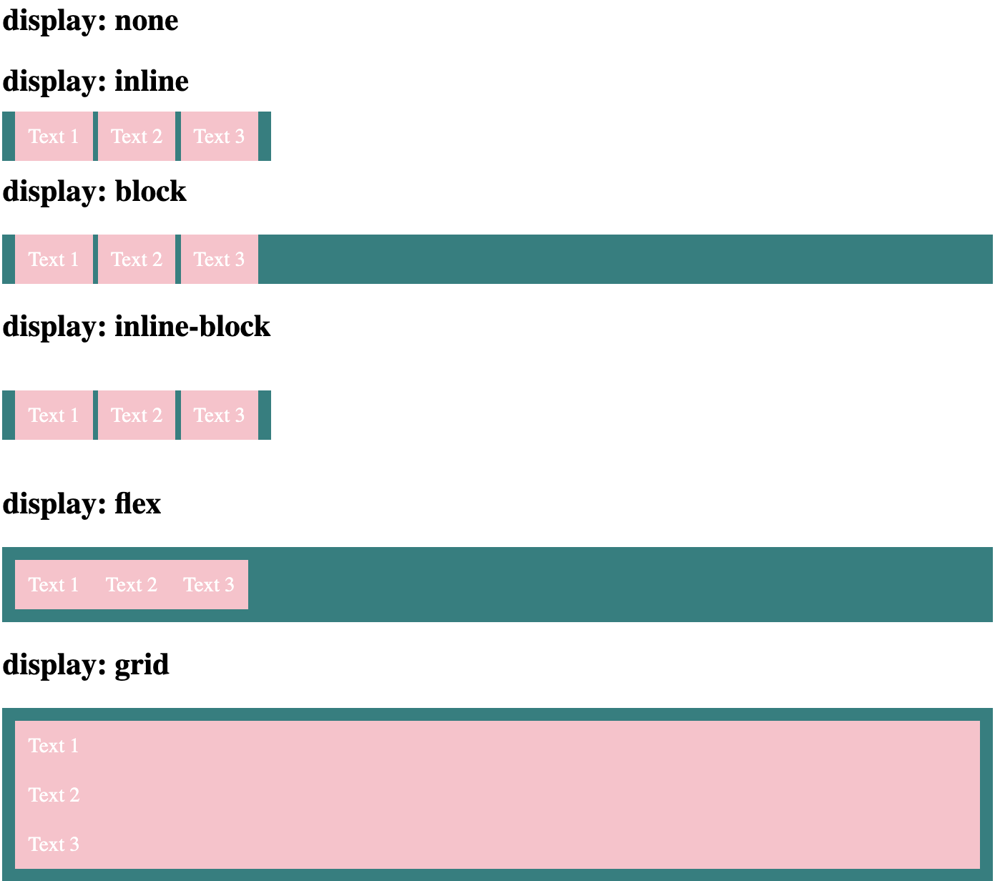 display: none
display: inline
Text 1 Text 2 Text 3
display: block
Text 1 Text 2 Text 3
display: inline-block
Text 1 Text 2 Text 3
display: flex
Text 1 Text 2 Text 3
display: grid
Text 1
Text 2
Text 3